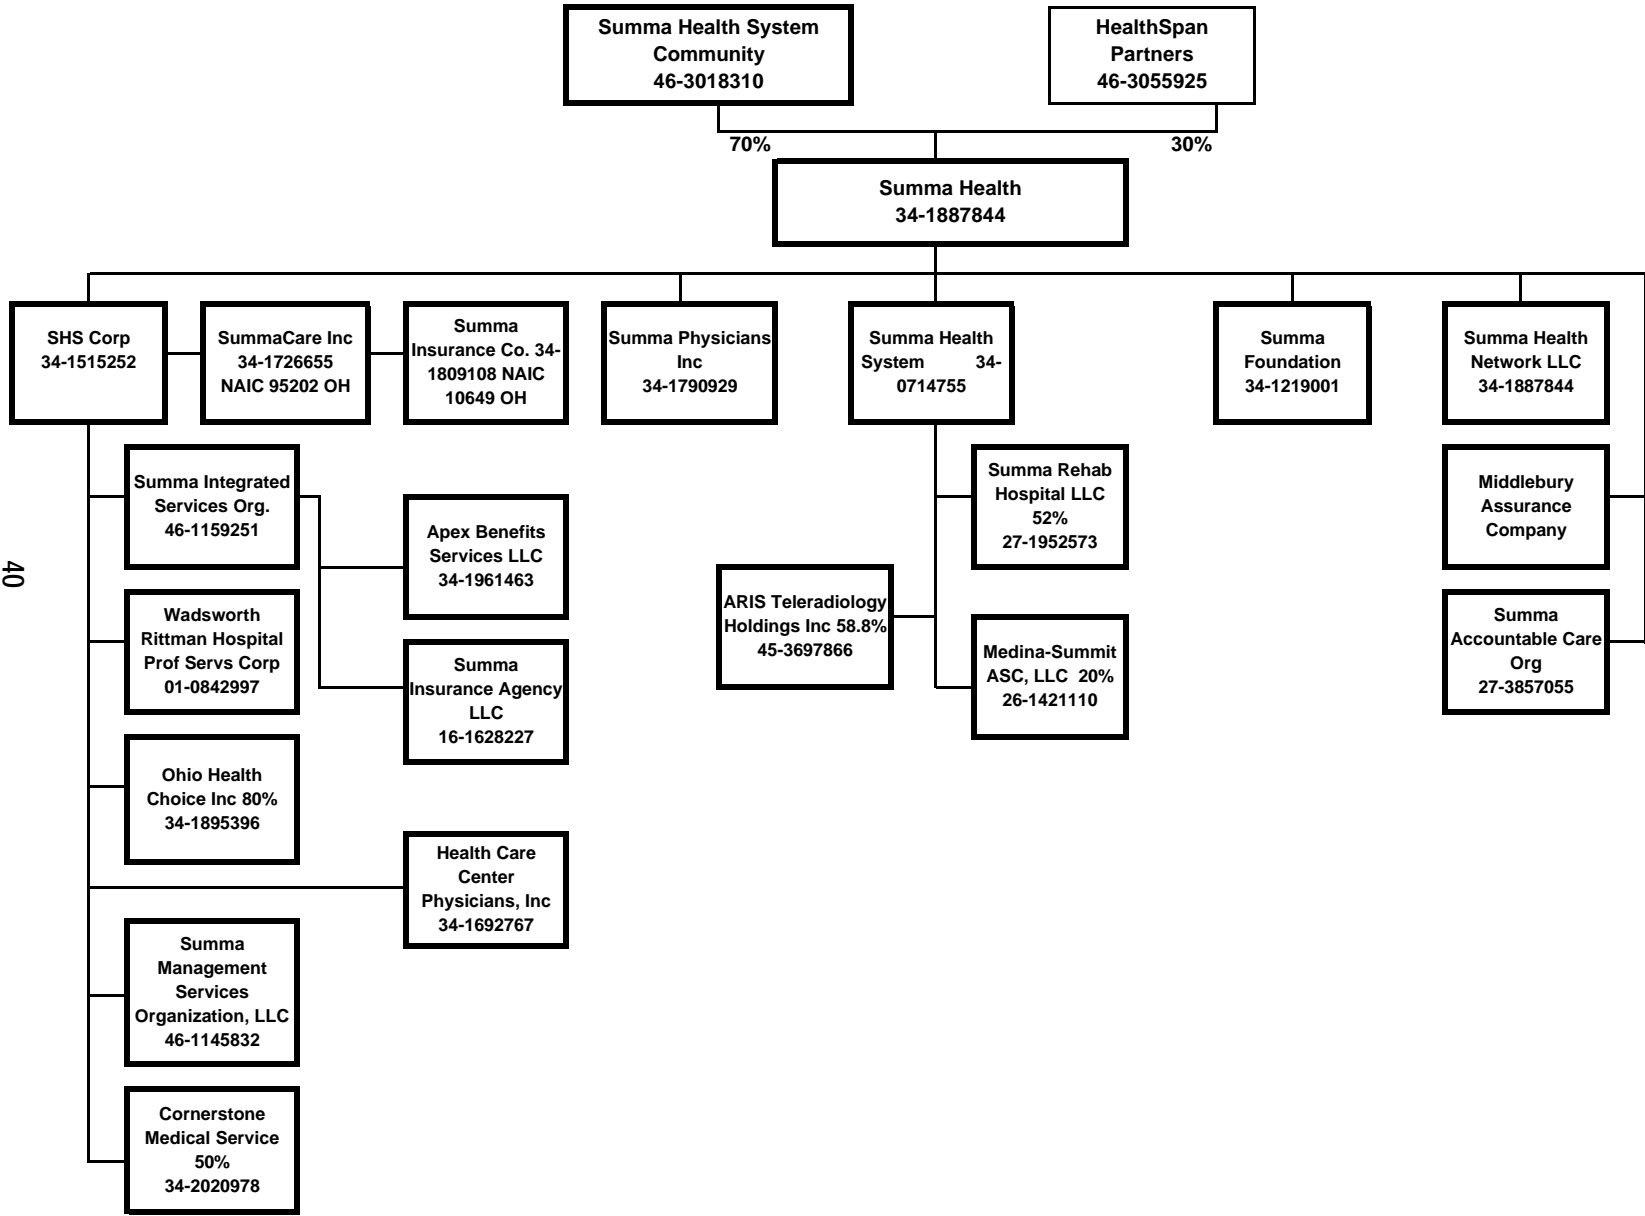 Summa Health System
Community
46-3018310
HealthSpan
Partners
46-3055925
70%
30%
Summa Health
34-1887844
SHS Corp
34-1515252
SummaCare Inc
34-1726655
NAIC 95202 OH
Summa
Insurance Co. 34-
1809108 NAIC
10649 OH
Summa Physicians
Inc
34-1790929
Summa Health
System 34-
0714755
Summa
Foundation
34-1219001
Summa Health
Network LLC
34-1887844
Summa Integrated
Services Org.
46-1159251
Apex Benefits
Services LLC
34-1961463
Summa Rehab
Hospital LLC
52%
27-1952573
Middlebury
Assurance
Company
40
Wadsworth
Rittman Hospital
Prof Servs Corp
01-0842997
Summa
Insurance Agency
LLC
16-1628227
ARIS Teleradiology
Holdings Inc 58.8%
45-3697866
Medina-Summit
ASC, LLC 20%
26-1421110
Summa
Accountable Care
Org
27-3857055
Ohio Health
Choice Inc 80%
34-1895396
Health Care
Center
Physicians, Inc
34-1692767
Summa
Management
Services
Organization, LLC
46-1145832
Cornerstone
Medical Service
50%
34-2020978